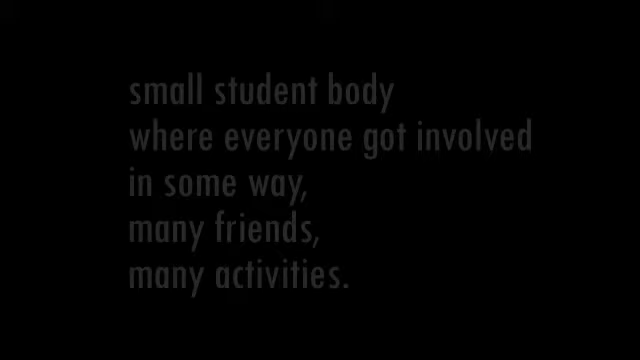 small student body
where everyone got involved
in some way,
many friends,
many activities.